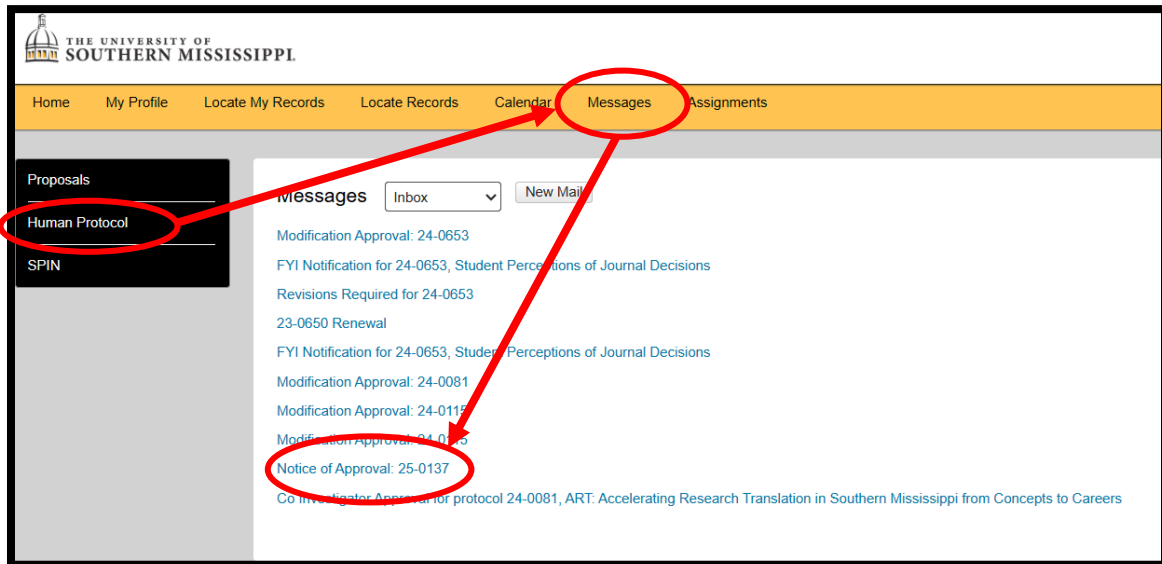 THE UNIVERSITY OF
SOUTHERN MISSISSIPPI.
Home My Profile Locate My Records Locate Records Calendar Messages Assignments
Proposals
Human Protocol
SPIN
Messages Inbox New Mail
Modification Approval: 24-0653
FYI Notification for 24-0653, Student Perceptions of Journal Decisions
Revisions Required for 24-0653
23-0650 Renewal
FYI Notification for 24-0653, Student Perceptions of Journal Decisions
Modification Approval: 24-0081
Modification Approval: 24-0115
Modification Approval: 24-0115
Notice of Approval: 25-0137
Co Investigator Approval for protocol 24-0081, ART: Accelerating Research Translation in Southern Mississippi from Concepts to Careers